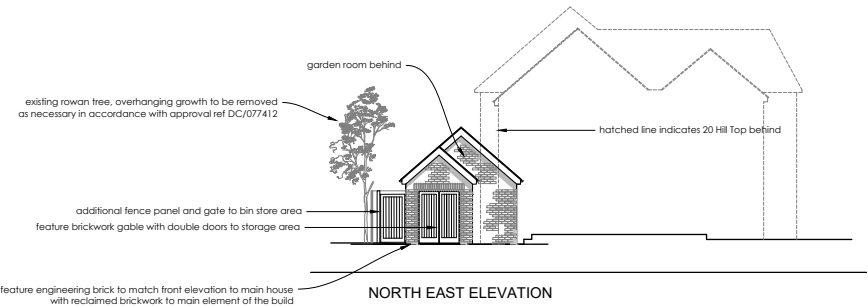 garden room behind
existing rowan tree, overhanging growth to be removed
as necessary in accordance with approval ref DC/077412
hatched line indicates 20 Hill Top behind
additional fence panel and gate to bin store area
feature brickwork gable with double doors to storage area
feature engineering brick to match front elevation to main house
with reclaimed brickwork to main element of the build
NORTH EAST ELEVATION